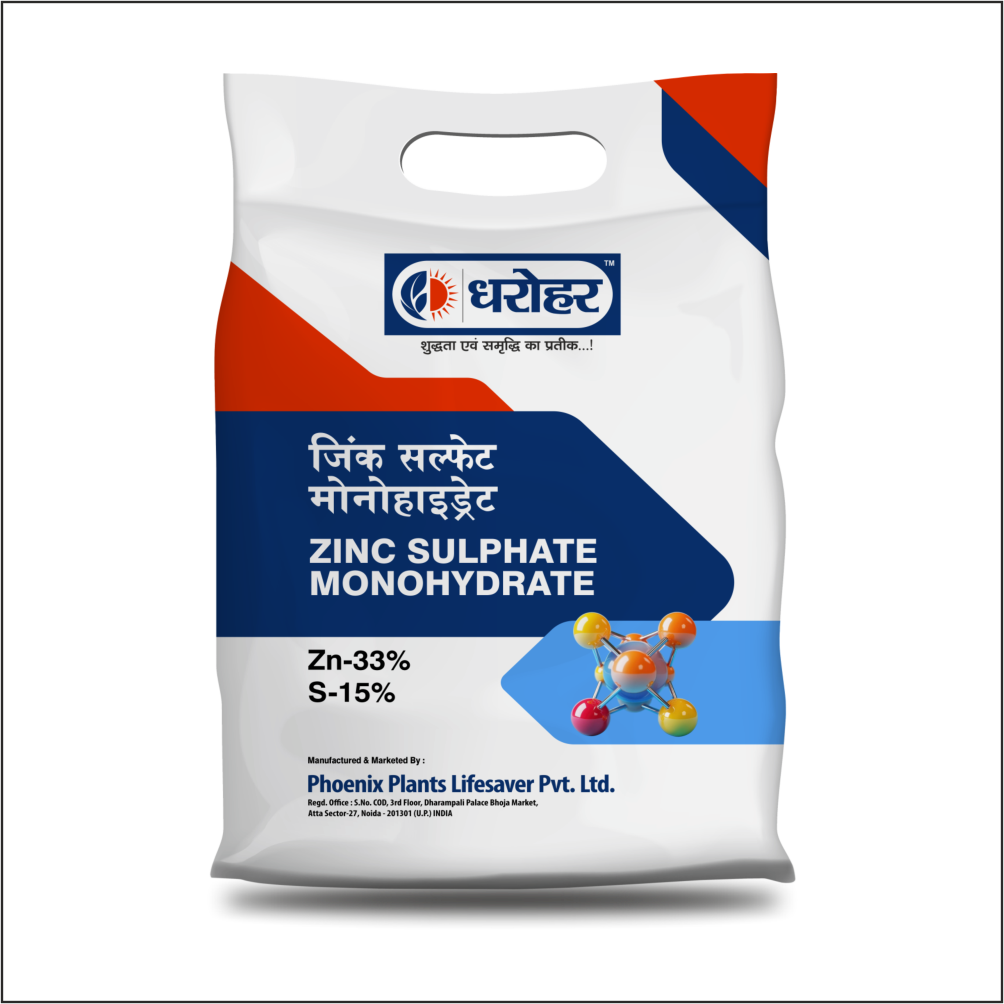 धरोहर TM
शुद्धता एवं समृद्धि का प्रतीक...!
जिंक सल्फेट
मोनोहाइड्रेट
ZINC SULPHATE
MONOHYDRATE
Zn-33%
S-15%
Manufactured & Marketed By :
Phoenix Plants Lifesaver Pvt. Ltd.
Regd. Office : S.No. COD, 3rd Floor, Dharampali Palace Bhoja Market,
Atta Sector-27, Noida - 201301 (U.P.) INDIA